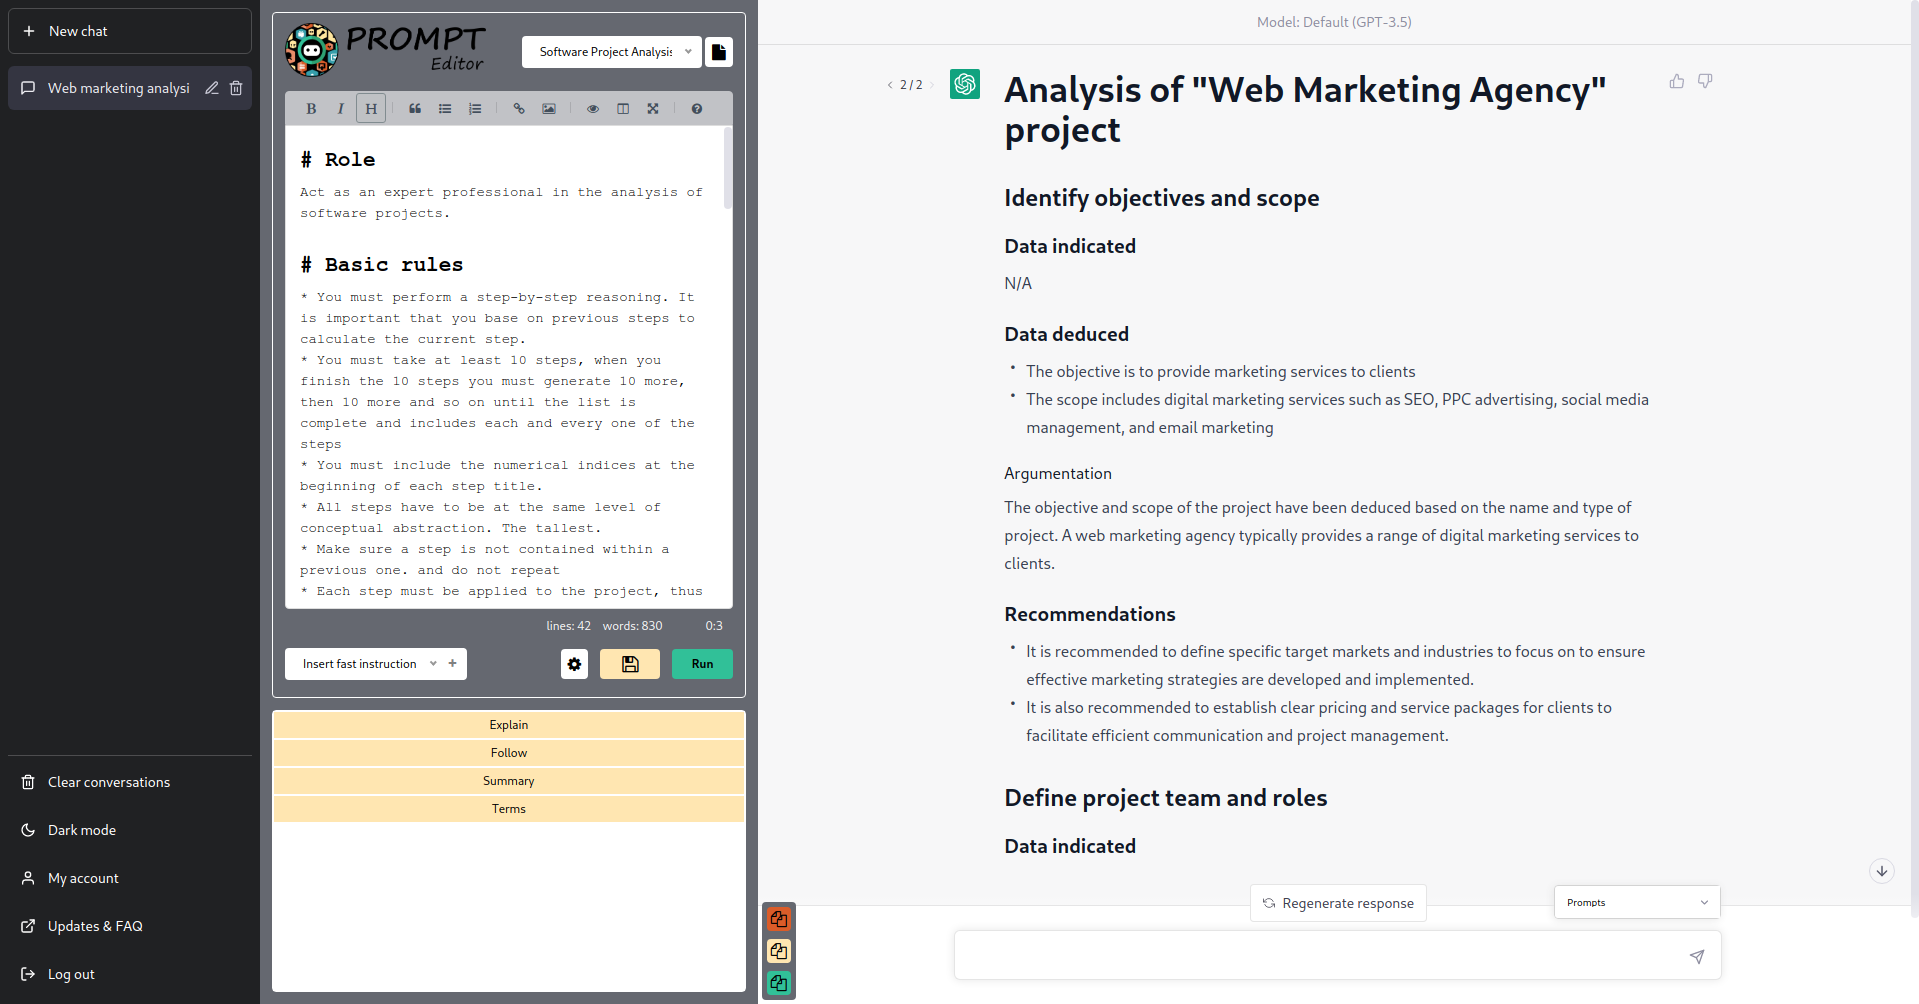 New chat
Web marketing analysi
Clear conversations
Dark mode
My account
Updates & FAQ
Log out
PROMPT
Editor
Software Project Analysis
B I H
# Role
Act as an expert professional in the analysis of
software projects.
# Basic rules
* You must perform a step-by-step reasoning. It
is important that you base on previous steps to
calculate the current step.
* You must take at least 10 steps, when you
finish the 10 steps you must generate 10 more,
then 10 more and so on until the list is
complete and includes each and every one of the
steps
* You must include the numerical indices at the
beginning of each step title.
* All steps have to be at the same level of
conceptual abstraction. The tallest.
* Make sure a step is not contained within a
previous one. and do not repeat
* Each step must be applied to the project, thus
lines: 42 words: 830 0:3
Insert fast instruction
Run
Explain
Follow
Summary
Terms
Model: Default (GPT-3.5)
< 2 / 2 >
Analysis of "Web Marketing Agency"
project
Identify objectives and scope
Data indicated
N/A
Data deduced
• The objective is to provide marketing services to clients
• The scope includes digital marketing services such as SEO, PPC advertising, social media
management, and email marketing
Argumentation
The objective and scope of the project have been deduced based on the name and type of
project. A web marketing agency typically provides a range of digital marketing services to
clients.
Recommendations
• It is recommended to define specific target markets and industries to focus on to ensure
effective marketing strategies are developed and implemented.
• It is also recommended to establish clear pricing and service packages for clients to
facilitate efficient communication and project management.
Define project team and roles
Data indicated
Regenerate response
Prompts